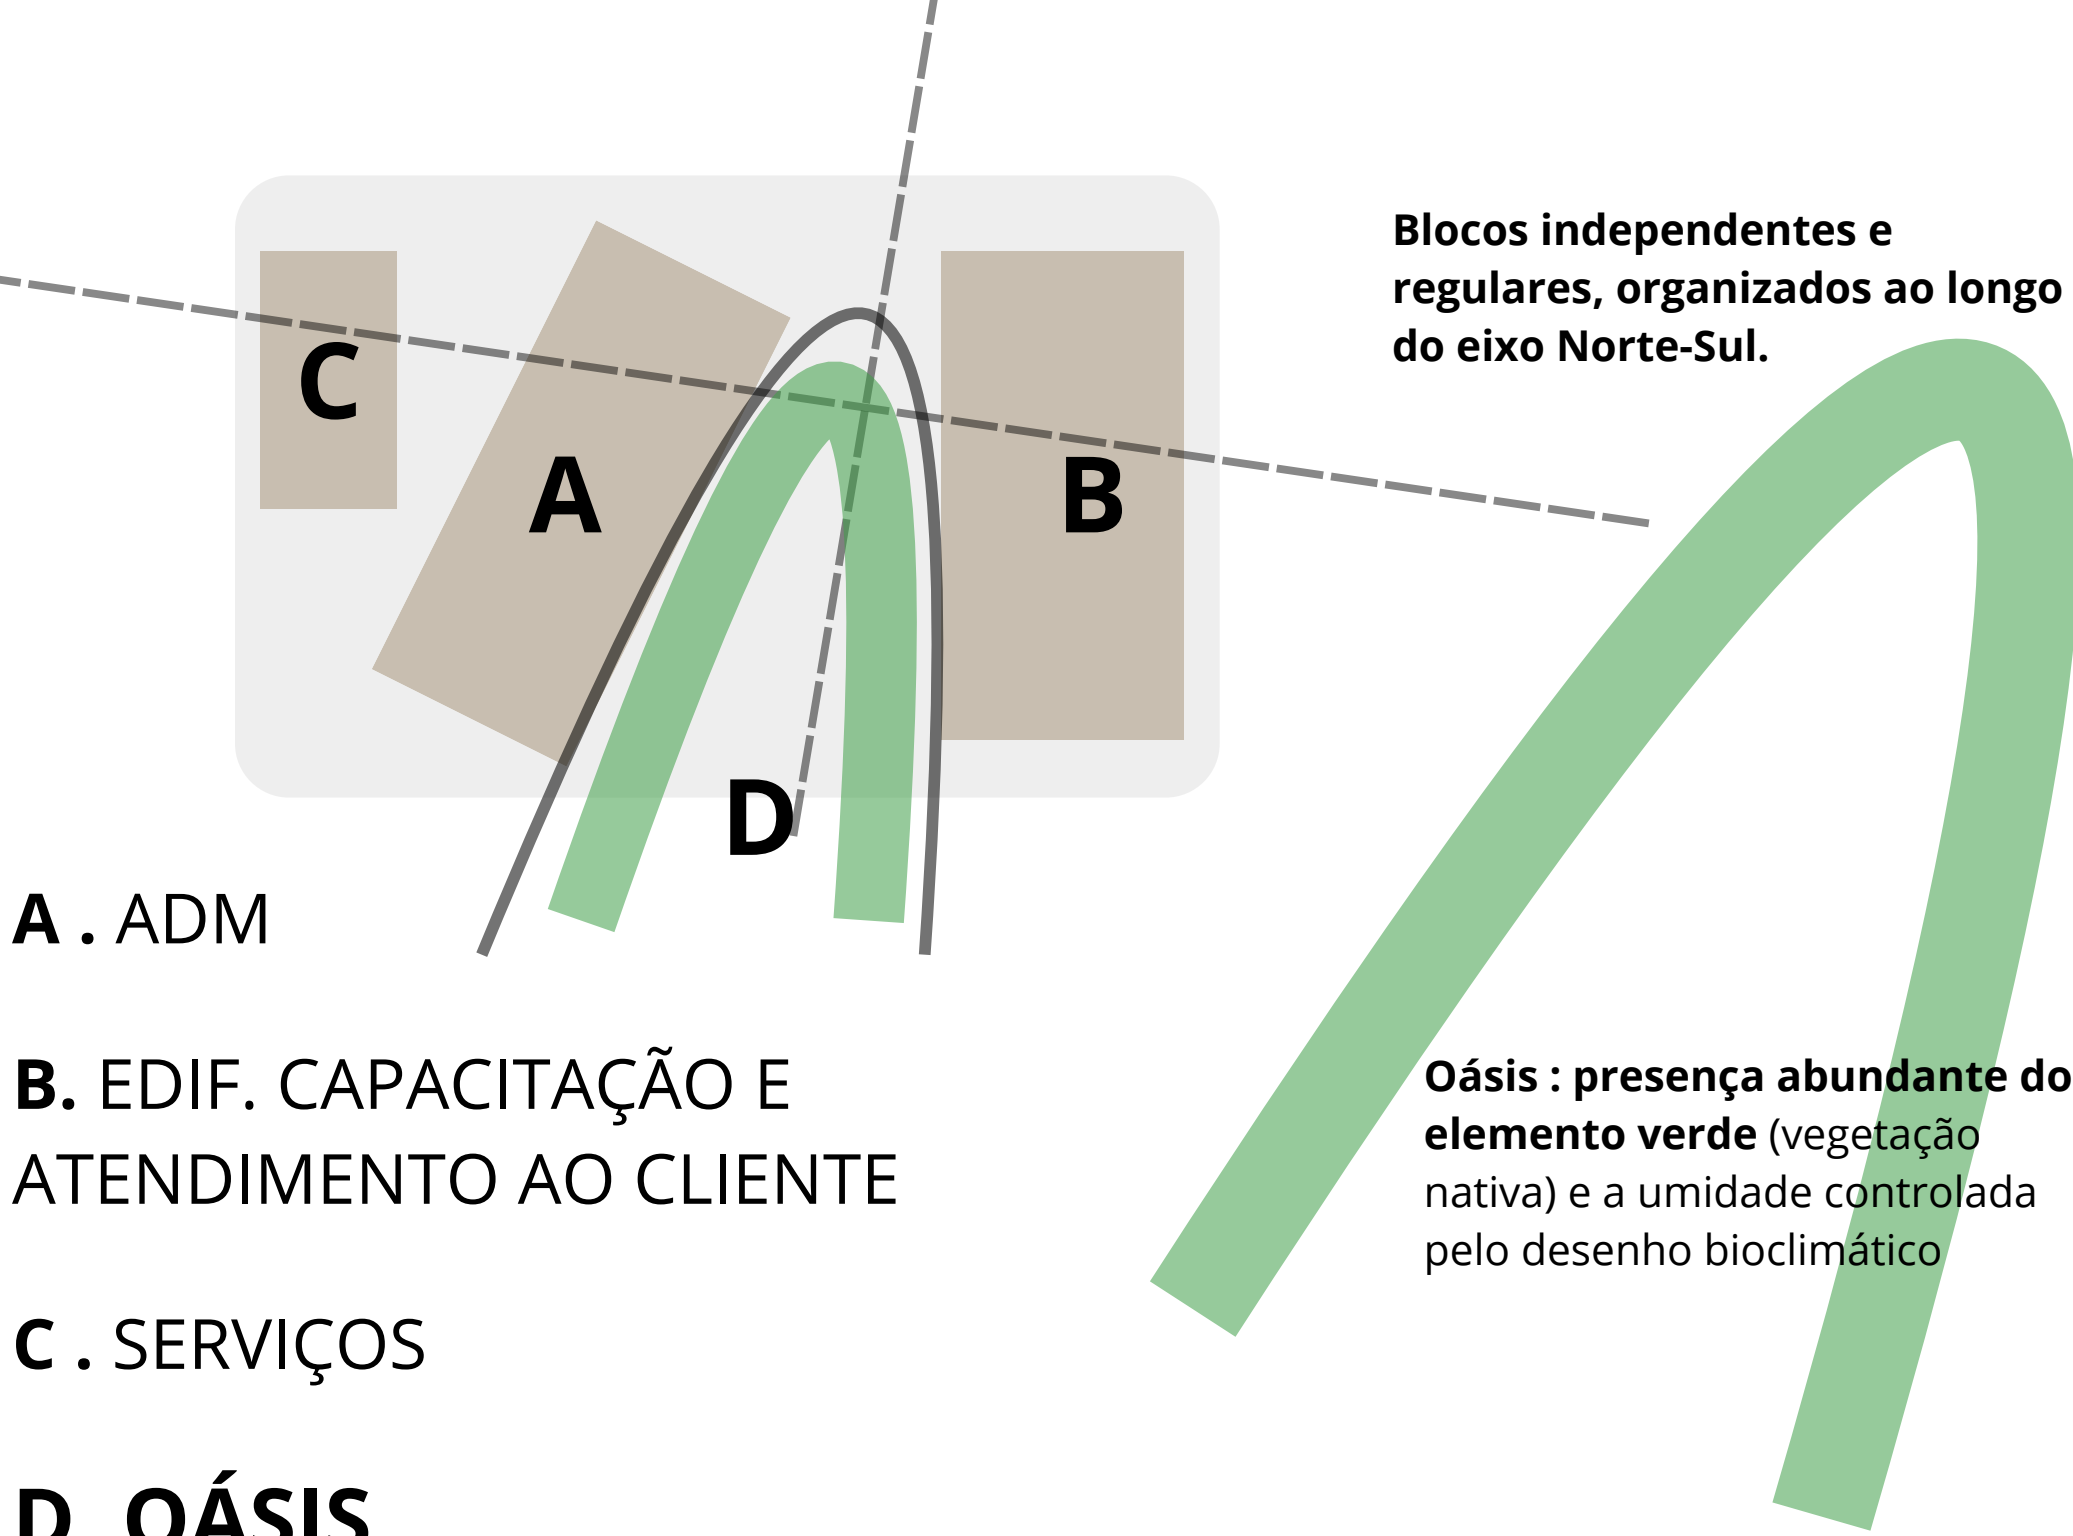 Blocos independentes e
regulares, organizados ao longo
do eixo Norte-Sul.
C
A
B
D
A . ADM
B. EDIF. CAPACITAÇÃO E
ATENDIMENTO AO CLIENTE
C . SERVIÇOS
D OÁSIS
Oásis : presença abundante do
elemento verde (vegetação
nativa) e a umidade controlada
pelo desenho bioclimático